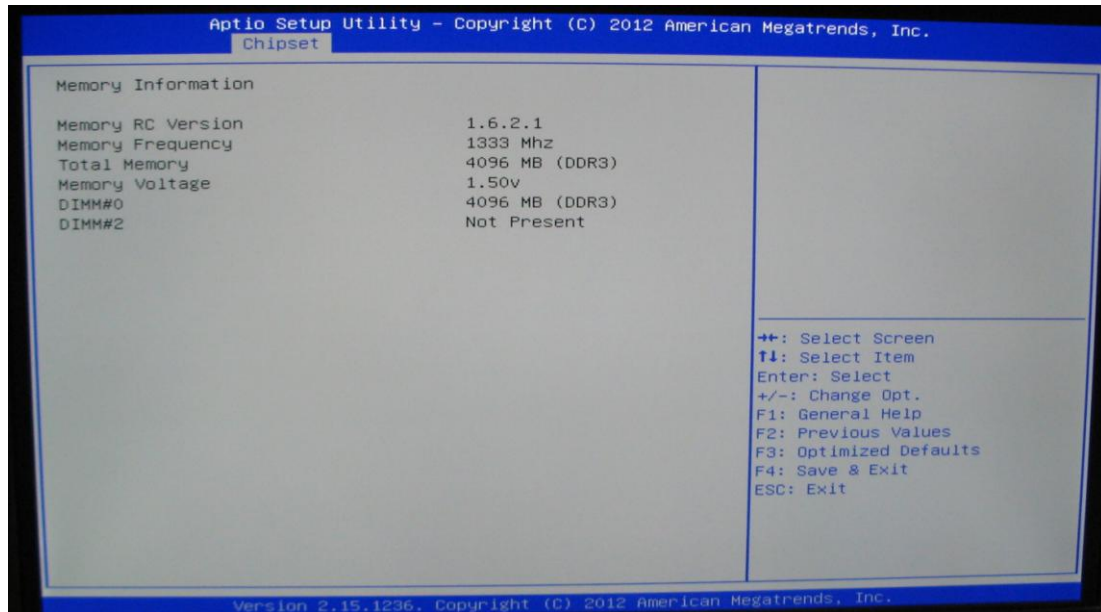 Aptio Setup Utility – Copyright (C) 2012 American Megatrends, Inc.
Chipset
Memory Information
Memory RC Version 1.6.2.1
Memory Frequency 1333 Mhz
Total Memory 4096 MB (DDR3)
Memory Voltage 1.50v
DIMM#0 4096 MB (DDR3)
DIMM#2 Not Present
→←: Select Screen
↑↓: Select Item
Enter: Select
+/-: Change Opt.
F1: General Help
F2: Previous Values
F3: Optimized Defaults
F4: Save & Exit
ESC: Exit
Version 2.15.1236. Copyright (C) 2012 American Megatrends, Inc.